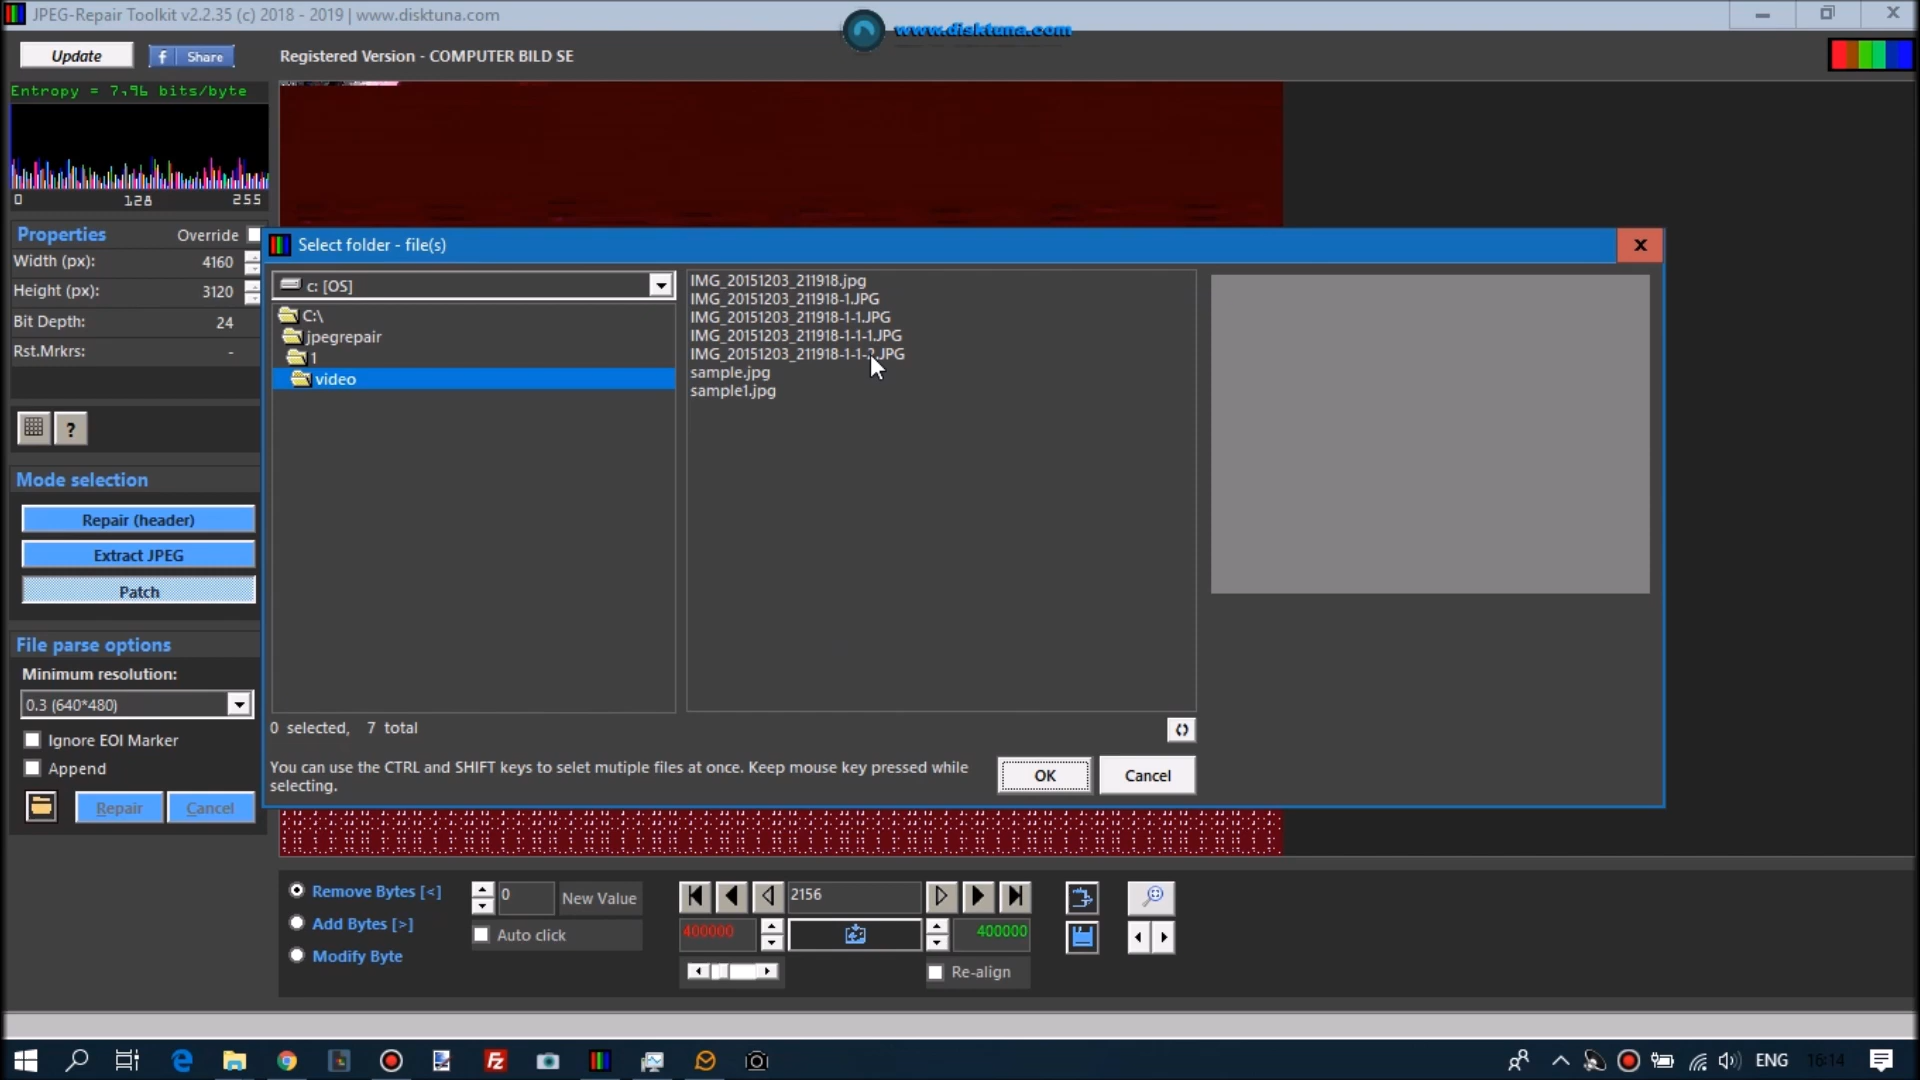 JPEG-Repair Toolkit v2.2.35 (c) 2018 - 2019 | www.disktuna.com
www.disktuna.com
Update
f Share
Registered Version - COMPUTER BILD SE
Entropy = 7,96 bits/byte
0 128 255
Properties Override
Width (px): 4160
Height (px): 3120
Bit Depth: 24
Rst.Mrkrs: -
?
Mode selection
Repair (header)
Extract JPEG
Patch
File parse options
Minimum resolution:
0.3 (640*480)
Ignore EOI Marker
Append
Repair Cancel
Select folder - file(s)
c: [OS]
C:\
jpegrepair
1
video
IMG_20151203_211918.jpg
IMG_20151203_211918-1.JPG
IMG_20151203_211918-1-1.JPG
IMG_20151203_211918-1-1-1.JPG
IMG_20151203_211918-1-1-2.JPG
sample.jpg
sample1.jpg
0 selected, 7 total
You can use the CTRL and SHIFT keys to selet mutiple files at once. Keep mouse key pressed while
selecting.
OK Cancel
Remove Bytes [<]
Add Bytes [>]
Modify Byte
0 New Value
Auto click
2156
400000 400000
Re-align
ENG 16:14